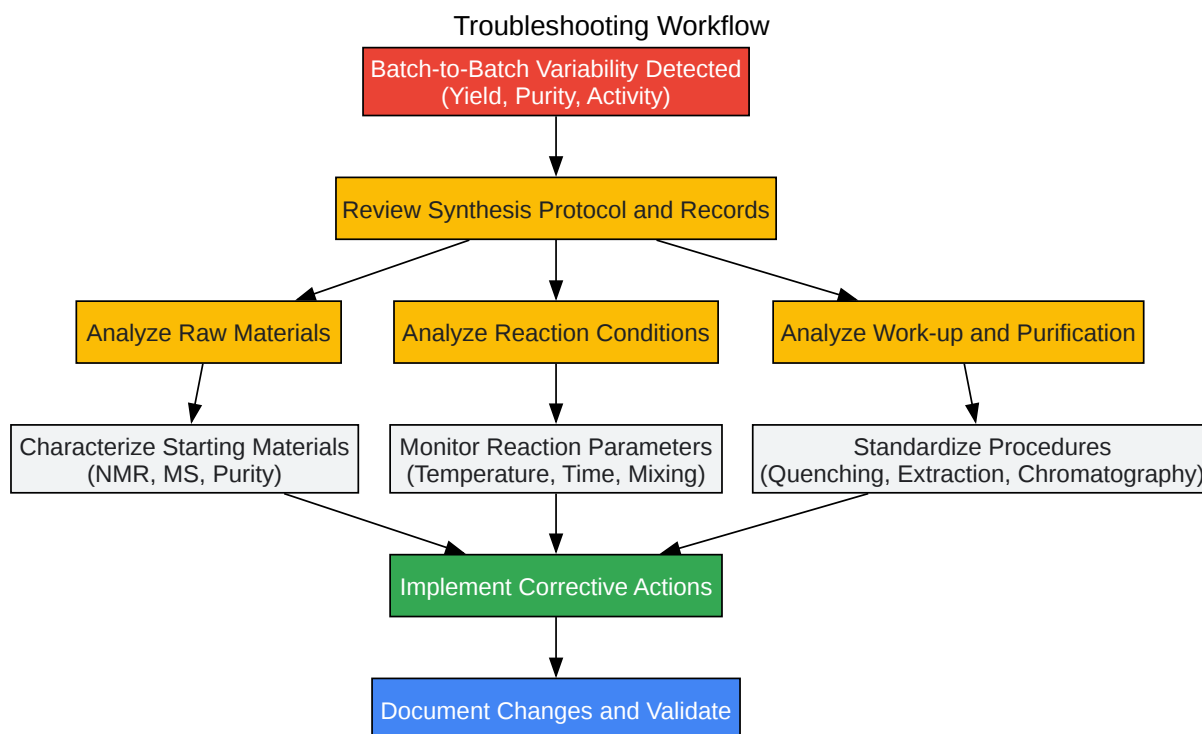 Troubleshooting Workflow
Batch-to-Batch Variability Detected
(Yield, Purity, Activity)
Review Synthesis Protocol and Records
Analyze Raw Materials
Analyze Reaction Conditions
Analyze Work-up and Purification
Characterize Starting Materials
(NMR, MS, Purity)
Monitor Reaction Parameters
(Temperature, Time, Mixing)
Standardize Procedures
(Quenching, Extraction, Chromatography)
Implement Corrective Actions
Document Changes and Validate